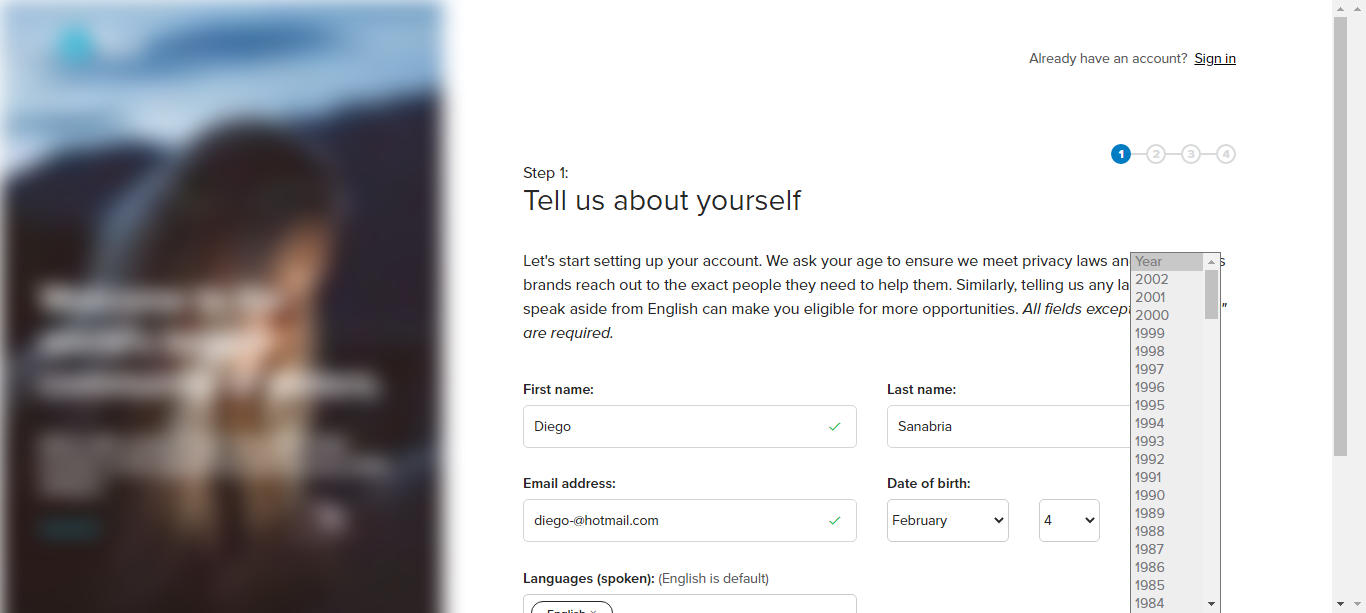 Already have an account? Sign in
1 2 3 4
Step 1:
Tell us about yourself
Let's start setting up your account. We ask your age to ensure we meet privacy laws an s
brands reach out to the exact people they need to help them. Similarly, telling us any la
speak aside from English can make you eligible for more opportunities. All fields except "
are required.
First name:
Last name:
Diego
Sanabria
Email address:
Date of birth:
diego-@hotmail.com
February
4
Year
2002
2001
2000
1999
1998
1997
1996
1995
1994
1993
1992
1991
1990
1989
1988
1987
1986
1985
1984
Languages (spoken): (English is default)
English ×